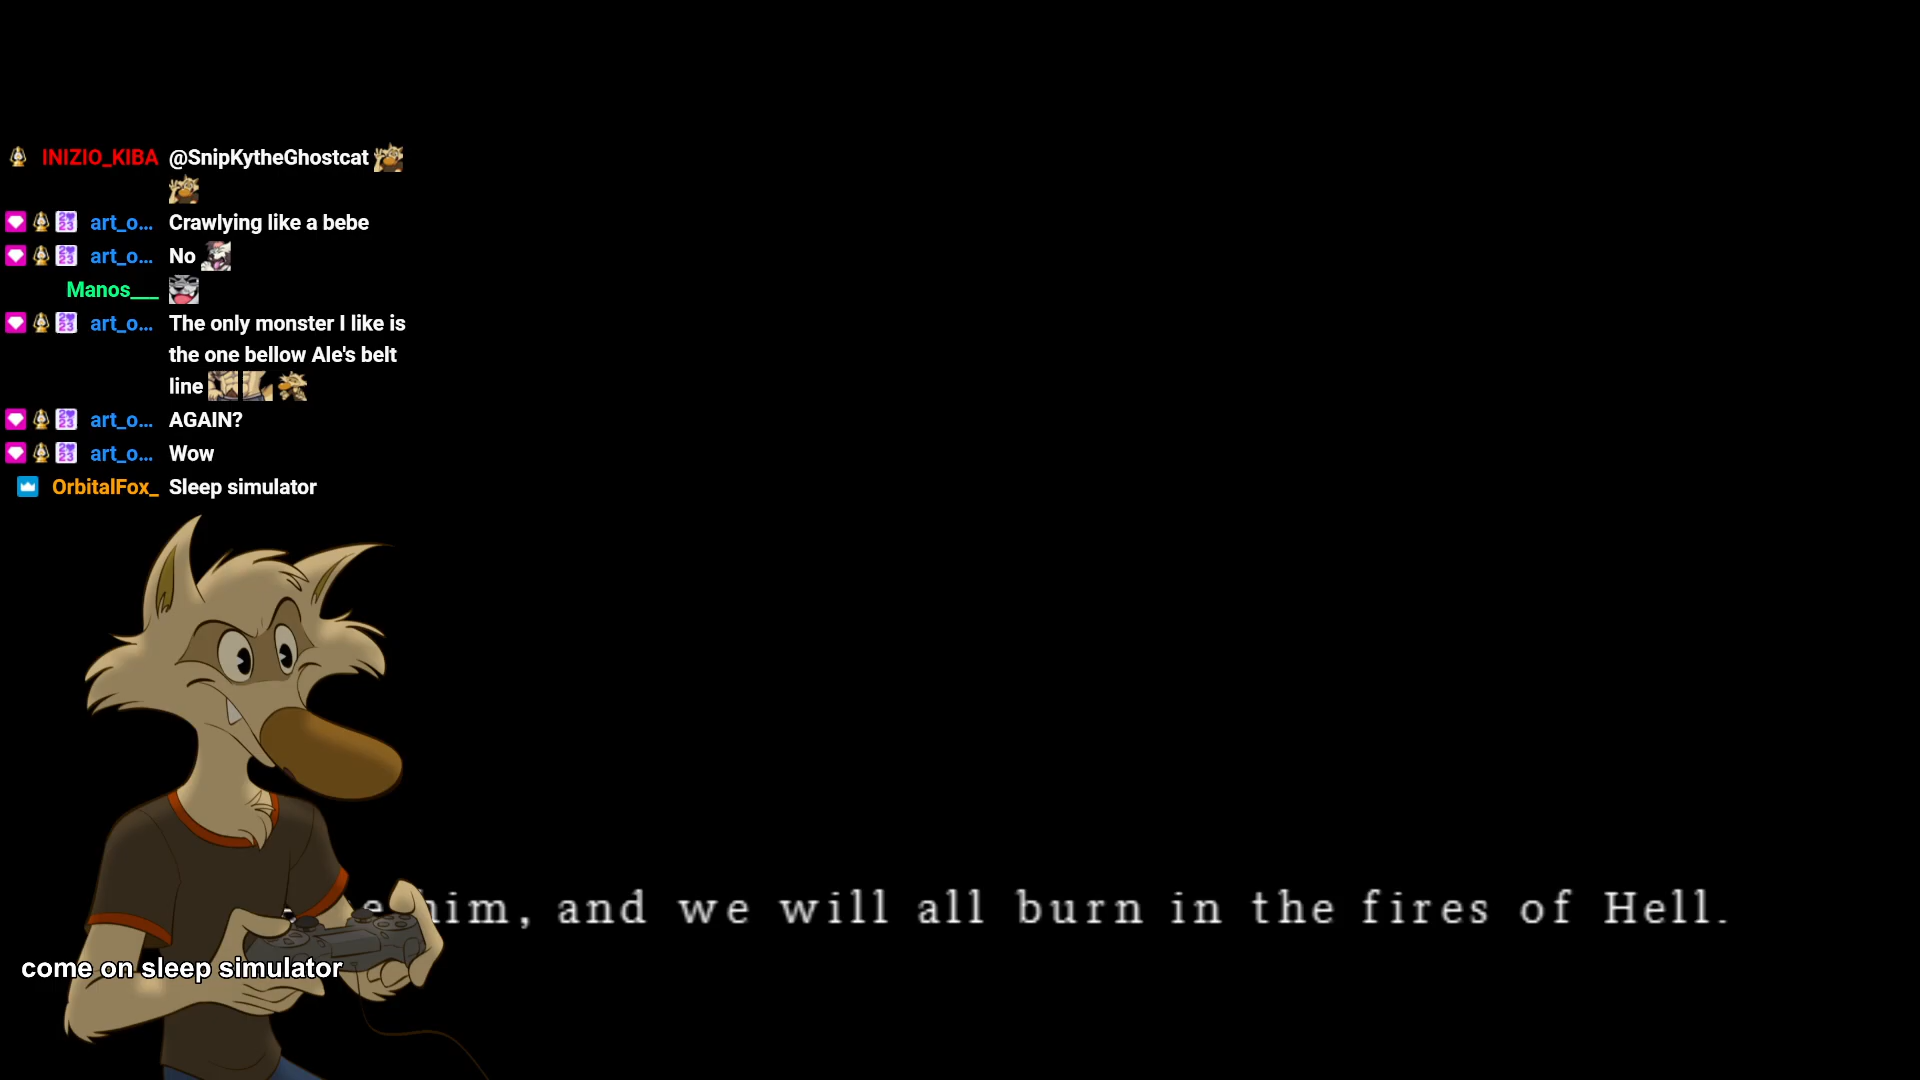 INIZIO_KIBA @SnipKytheGhostcat
art_o... Crawlying like a bebe
art_o... No
Manos___
art_o... The only monster I like is
the one bellow Ale's belt
line
art_o... AGAIN?
art_o... Wow
OrbitalFox_ Sleep simulator
him, and we will all burn in the fires of Hell.
come on sleep simulator